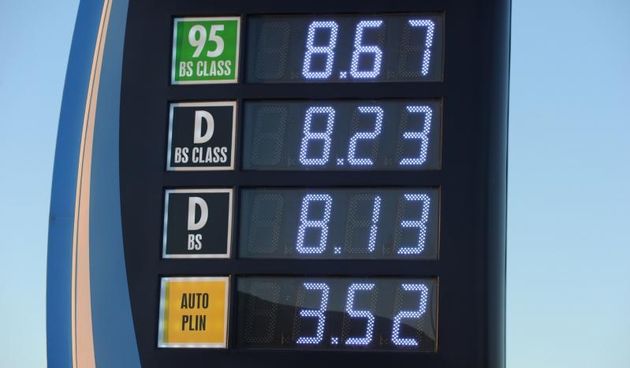 95
BS CLASS
8.67
D
BS CLASS
8.23
D
BS
8.13
AUTO
PLIN
3.52